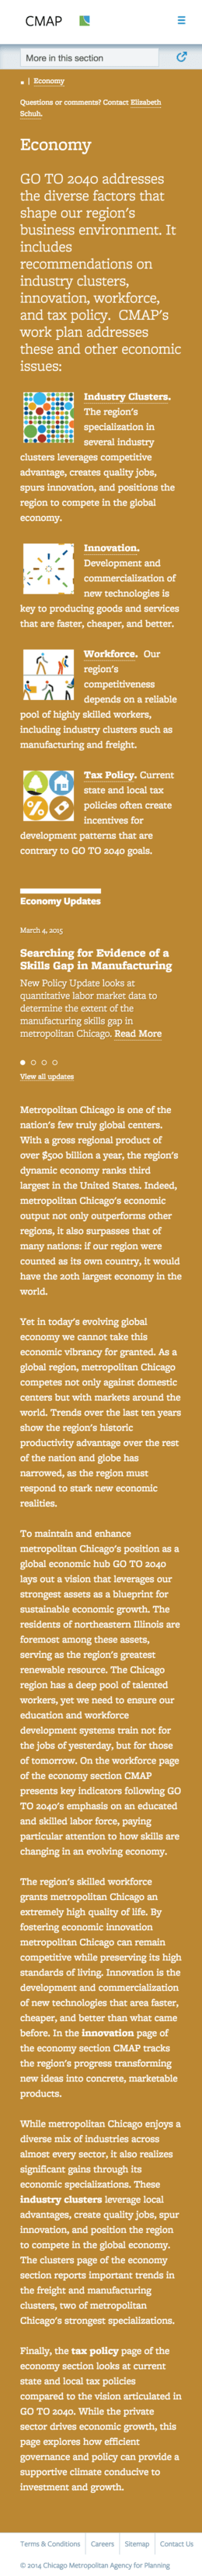 CMAP
More in this section
| Economy
Questions or comments? Contact Elizabeth
Schuh.
Economy
GO TO 2040 addresses
the diverse factors that
shape our region's
business environment. It
includes
recommendations on
industry clusters,
innovation, workforce,
and tax policy. CMAP's
work plan addresses
these and other economic
issues:
Industry Clusters.
The region's
specialization in
several industry
clusters leverages competitive
advantage, creates quality jobs,
spurs innovation, and positions the
region to compete in the global
economy.
Innovation.
Development and
commercialization of
new technologies is
key to producing goods and services
that are faster, cheaper, and better.
Workforce. Our
region's
competitiveness
depends on a reliable
pool of highly skilled workers,
including industry clusters such as
manufacturing and freight.
Tax Policy. Current
state and local tax
policies often create
incentives for
development patterns that are
contrary to GO TO 2040 goals.
Economy Updates
March 4, 2015
Searching for Evidence of a
Skills Gap in Manufacturing
New Policy Update looks at
quantitative labor market data to
determine the extent of the
manufacturing skills gap in
metropolitan Chicago. Read More
View all updates
Metropolitan Chicago is one of the
nation's few truly global centers.
With a gross regional product of
over $500 billion a year, the region's
dynamic economy ranks third
largest in the United States. Indeed,
metropolitan Chicago's economic
output not only outperforms other
regions, it also surpasses that of
many nations: if our region were
counted as its own country, it would
have the 20th largest economy in the
world.
Yet in today's evolving global
economy we cannot take this
economic vibrancy for granted. As a
global region, metropolitan Chicago
competes not only against domestic
centers but with markets around the
world. Trends over the last ten years
show the region's historic
productivity advantage over the rest
of the nation and globe has
narrowed, as the region must
respond to stark new economic
realities.
To maintain and enhance
metropolitan Chicago's position as a
global economic hub GO TO 2040
lays out a vision that leverages our
strongest assets as a blueprint for
sustainable economic growth. The
residents of northeastern Illinois are
foremost among these assets,
serving as the region's greatest
renewable resource. The Chicago
region has a deep pool of talented
workers, yet we need to ensure our
education and workforce
development systems train not for
the jobs of yesterday, but for those
of tomorrow. On the workforce page
of the economy section CMAP
presents key indicators following GO
TO 2040's emphasis on an educated
and skilled labor force, paying
particular attention to how skills are
changing in an evolving economy.
The region's skilled workforce
grants metropolitan Chicago an
extremely high quality of life. By
fostering economic innovation
metropolitan Chicago can remain
competitive while preserving its high
standards of living. Innovation is the
development and commercialization
of new technologies that area faster,
cheaper, and better than what came
before. In the innovation page of
the economy section CMAP tracks
the region's progress transforming
new ideas into concrete, marketable
products.
While metropolitan Chicago enjoys a
diverse mix of industries across
almost every sector, it also realizes
significant gains through its
economic specializations. These
industry clusters leverage local
advantages, create quality jobs, spur
innovation, and position the region
to compete in the global economy.
The clusters page of the economy
section reports important trends in
the freight and manufacturing
clusters, two of metropolitan
Chicago's strongest specializations.
Finally, the tax policy page of the
economy section looks at current
state and local tax policies
compared to the vision articulated in
GO TO 2040. While the private
sector drives economic growth, this
page explores how efficient
governance and policy can provide a
supportive climate conducive to
investment and growth.
Terms & Conditions Careers Sitemap Contact Us
© 2014 Chicago Metropolitan Agency for Planning